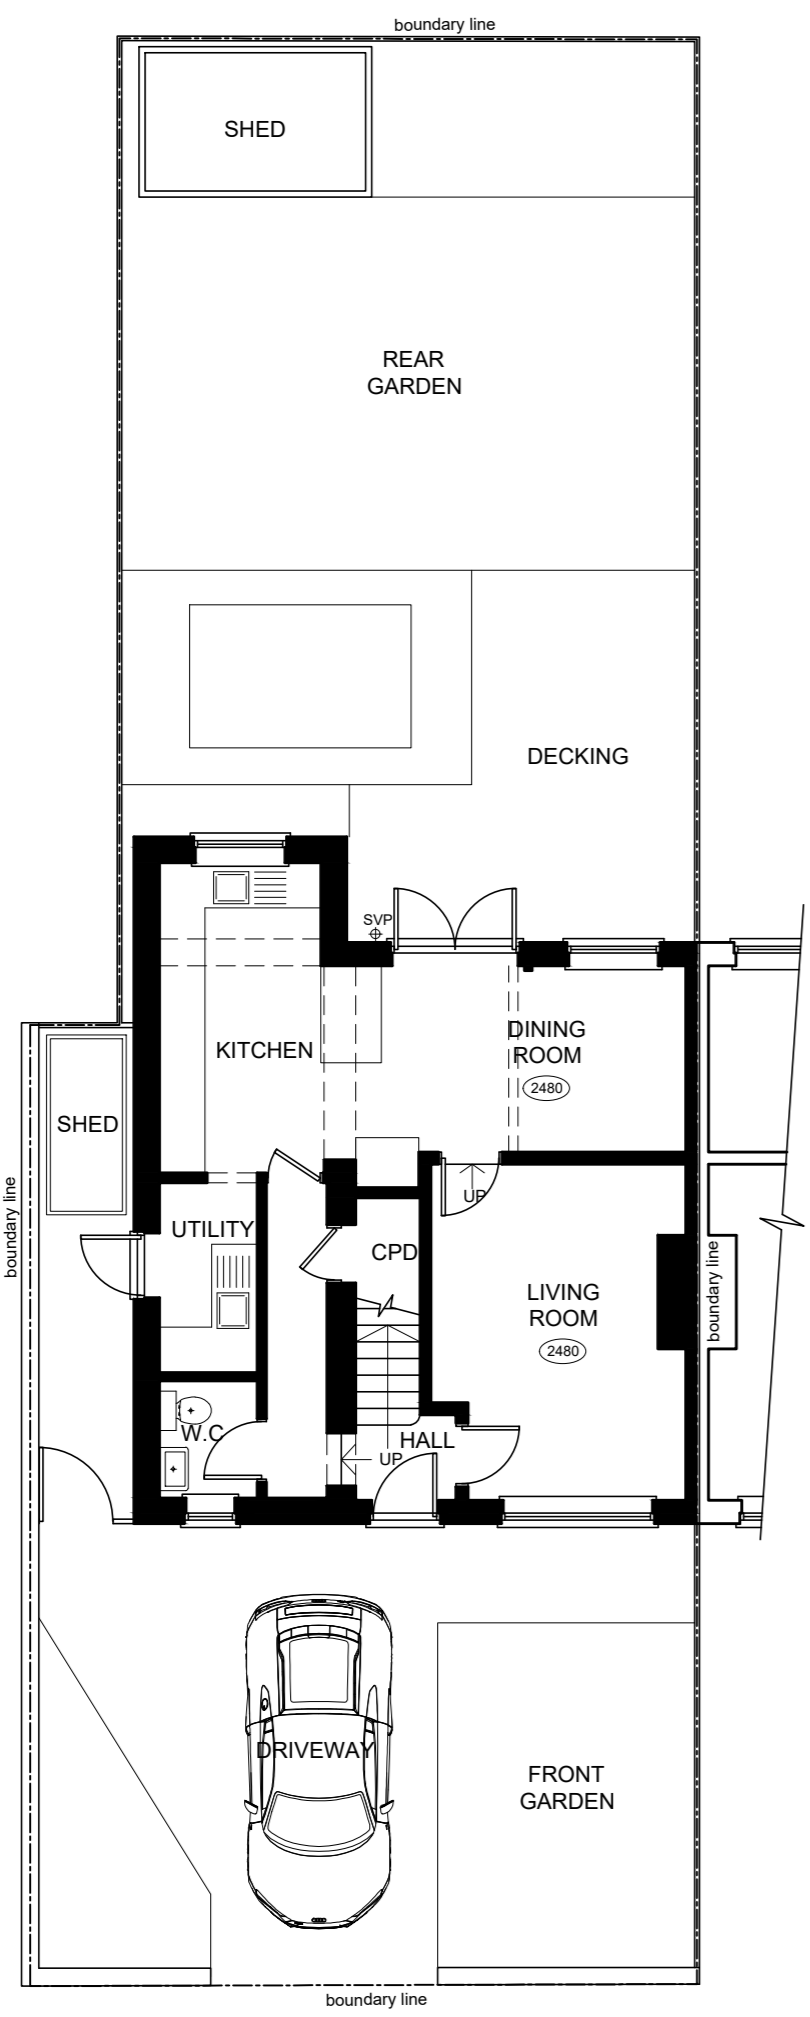 boundary line
SHED
REAR
GARDEN
DECKING
SVP
KITCHEN
DINING
ROOM
2480
SHED
UP
UTILITY
CPD
boundary line
boundary line
LIVING
ROOM
2480
W.C
HALL
UP
DRIVEWAY
FRONT
GARDEN
boundary line